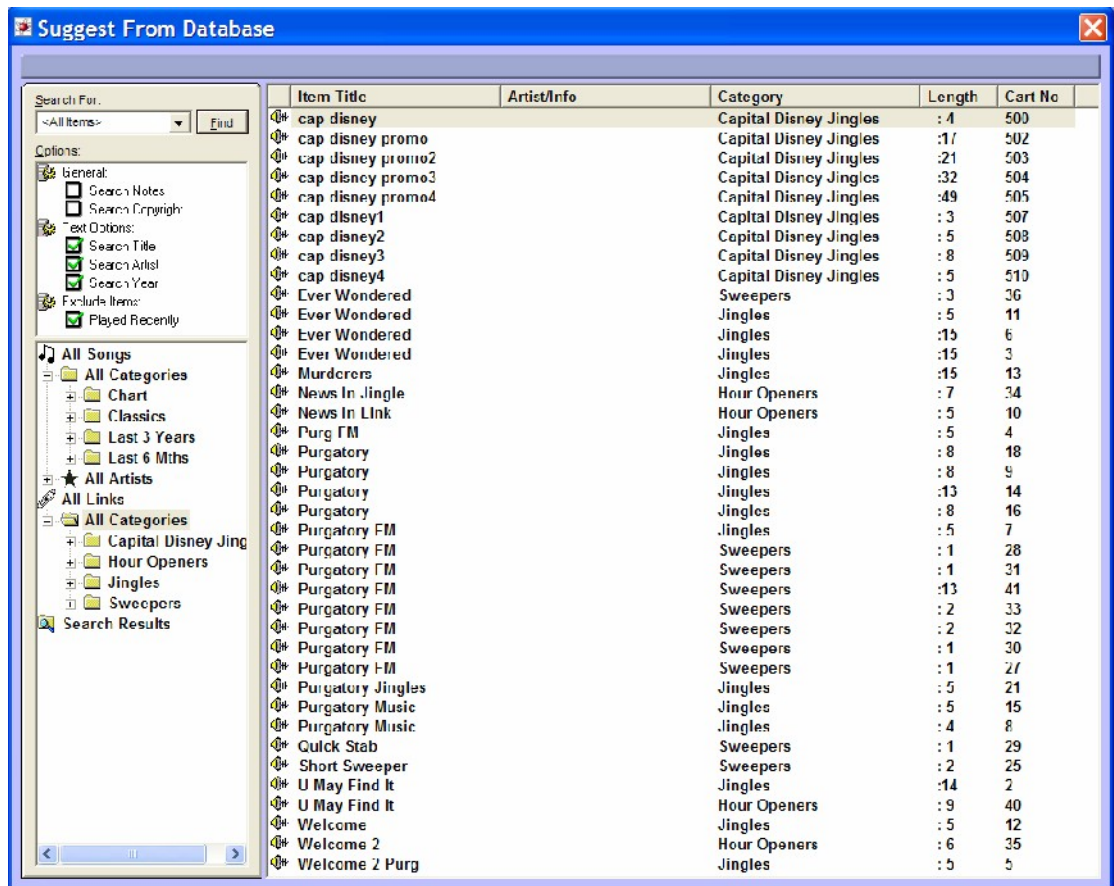 Suggest From Database
Search For:
<All Items>
Find
Options:
General:
Search Notes
Search Copyright
Text Options:
Search Title
Search Artist
Search Year
Exclude Items:
Played Recently
All Songs
All Categories
Chart
Classics
Last 3 Years
Last 6 Mths
All Artists
All Links
All Categories
Capital Disney Jing
Hour Openers
Jingles
Sweepers
Search Results
Item Title Artist/Info Category Length Cart No
cap disney Capital Disney Jingles : 4 500
cap disney promo Capital Disney Jingles :17 502
cap disney promo2 Capital Disney Jingles :21 503
cap disney promo3 Capital Disney Jingles :32 504
cap disney promo4 Capital Disney Jingles :49 505
cap disney1 Capital Disney Jingles : 3 507
cap disney2 Capital Disney Jingles : 5 508
cap disney3 Capital Disney Jingles : 8 509
cap disney4 Capital Disney Jingles : 5 510
Ever Wondered Sweepers : 3 36
Ever Wondered Jingles : 5 11
Ever Wondered Jingles :15 6
Ever Wondered Jingles :15 3
Murderers Jingles :15 13
News In Jingle Hour Openers : 7 34
News In Link Hour Openers : 5 10
Purg FM Jingles : 5 4
Purgatory Jingles : 8 18
Purgatory Jingles : 8 9
Purgatory Jingles :13 14
Purgatory Jingles : 8 16
Purgatory FM Jingles : 5 7
Purgatory FM Sweepers : 1 28
Purgatory FM Sweepers : 1 31
Purgatory FM Sweepers :13 41
Purgatory FM Sweepers : 2 33
Purgatory FM Sweepers : 2 32
Purgatory FM Sweepers : 1 30
Purgatory FM Sweepers : 1 27
Purgatory Jingles Jingles : 5 21
Purgatory Music Jingles : 5 15
Purgatory Music Jingles : 4 8
Quick Stab Sweepers : 1 29
Short Sweeper Sweepers : 2 25
U May Find It Jingles :14 2
U May Find It Hour Openers : 9 40
Welcome Jingles : 5 12
Welcome 2 Hour Openers : 6 35
Welcome 2 Purg Jingles : 5 5